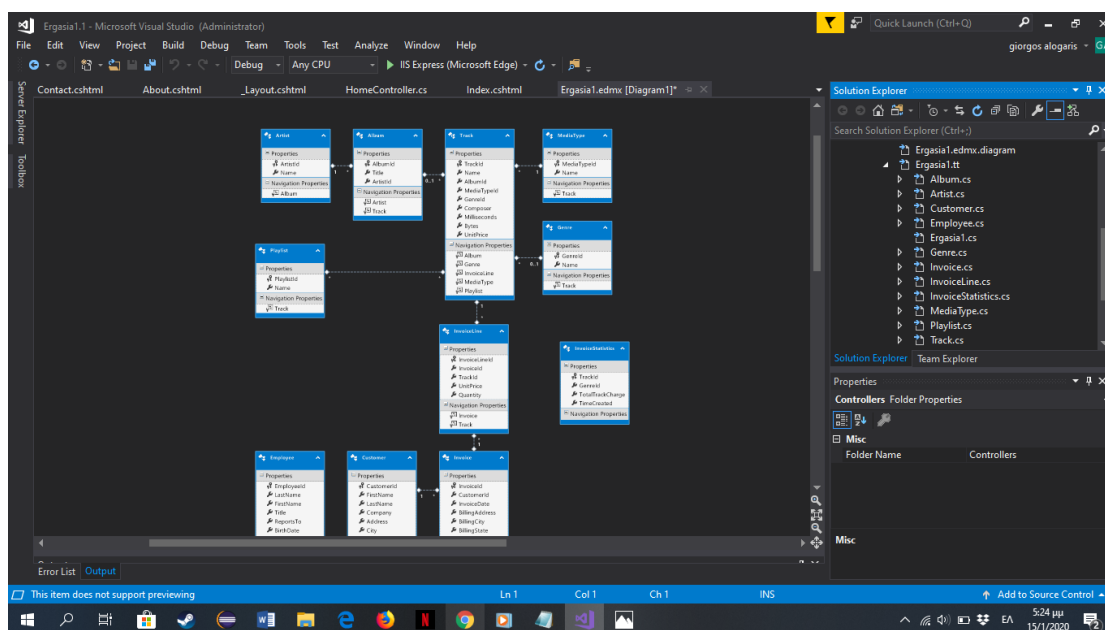 Ergasia1.1 - Microsoft Visual Studio (Administrator)
Quick Launch (Ctrl+Q)
File Edit View Project Build Debug Team Tools Test Analyze Window Help
giorgos alogaris
Debug Any CPU IIS Express (Microsoft Edge)
Server Explorer
Toolbox
Contact.cshtml About.cshtml _Layout.cshtml HomeController.cs Index.cshtml Ergasia1.edmx [Diagram1]*
Artist
Properties
ArtistId
Name
Navigation Properties
Album
1
*
Album
Properties
AlbumId
Title
ArtistId
Navigation Properties
Artist
Track
0..1
*
Track
Properties
TrackId
Name
AlbumId
MediaTypeId
GenreId
Composer
Milliseconds
Bytes
UnitPrice
Navigation Properties
Album
Genre
InvoiceLine
MediaType
Playlist
*
1
MediaType
Properties
MediaTypeId
Name
Navigation Properties
Track
*
0..1
Genre
Properties
GenreId
Name
Navigation Properties
Track
Playlist
Properties
PlaylistId
Name
Navigation Properties
Track
*
*
1
*
InvoiceLine
Properties
InvoiceLineId
InvoiceId
TrackId
UnitPrice
Quantity
Navigation Properties
Invoice
Track
*
1
InvoiceStatistics
Properties
TrackId
GenreId
TotalTrackCharge
TimeCreated
Navigation Properties
Employee
Properties
EmployeeId
LastName
FirstName
Title
ReportsTo
BirthDate
Customer
Properties
CustomerId
FirstName
LastName
Company
Address
City
1
*
Invoice
Properties
InvoiceId
CustomerId
InvoiceDate
BillingAddress
BillingCity
BillingState
Solution Explorer
Search Solution Explorer (Ctrl+;)
Ergasia1.edmx.diagram
Ergasia1.tt
Album.cs
Artist.cs
Customer.cs
Employee.cs
Ergasia1.cs
Genre.cs
Invoice.cs
InvoiceLine.cs
InvoiceStatistics.cs
MediaType.cs
Playlist.cs
Track.cs
Solution Explorer Team Explorer
Properties
Controllers Folder Properties
Misc
Folder Name Controllers
Misc
Error List Output
This item does not support previewing Ln 1 Col 1 Ch 1 INS Add to Source Control
ΕΛ
5:24 μμ
15/1/2020